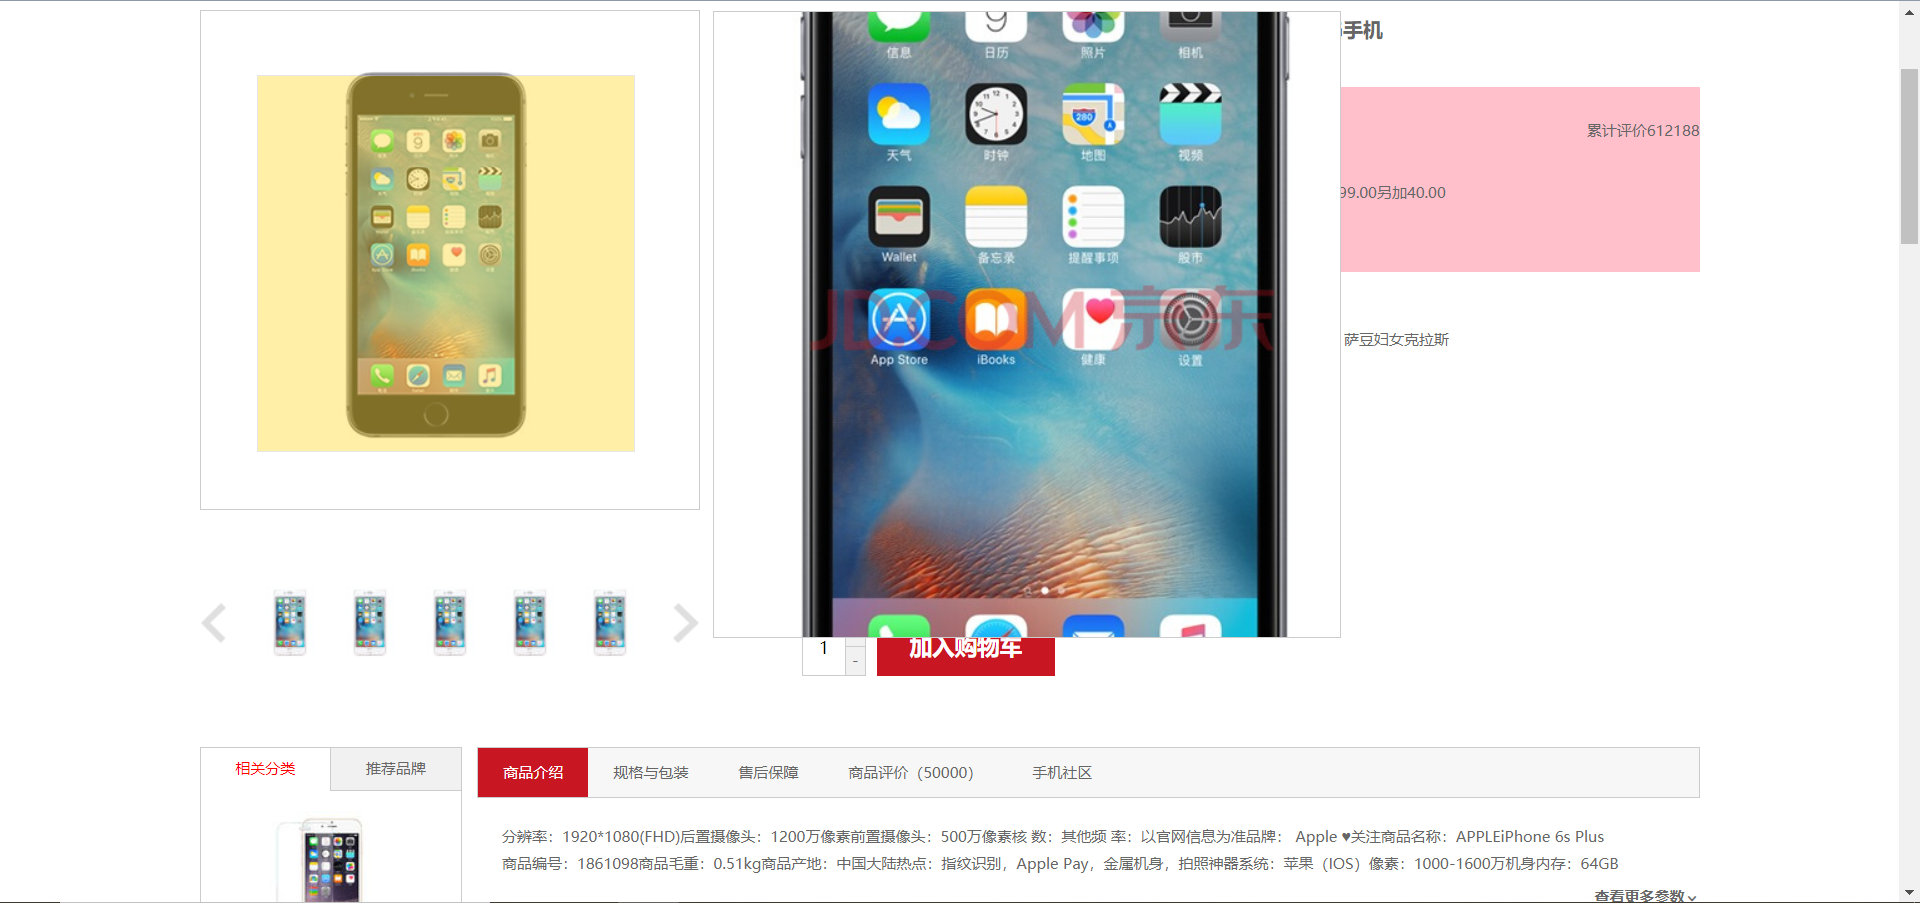 手机
累计评价612188
99.00另加40.00
萨豆妇女克拉斯
信息 日历 照片 相机
天气 时钟 地图 视频
280
Wallet 备忘录 提醒事项 股市
JD.COM 京东
App Store iBooks 健康 设置
1
-
加入购物车
相关分类 推荐品牌
商品介绍 规格与包装 售后保障 商品评价（50000） 手机社区
分辨率：1920*1080(FHD)后置摄像头：1200万像素前置摄像头：500万像素核 数：其他频 率：以官网信息为准品牌： Apple ♥关注商品名称：APPLEiPhone 6s Plus
商品编号：1861098商品毛重：0.51kg商品产地：中国大陆热点：指纹识别，Apple Pay，金属机身，拍照神器系统：苹果（IOS）像素：1000-1600万机身内存：64GB
查看更多参数